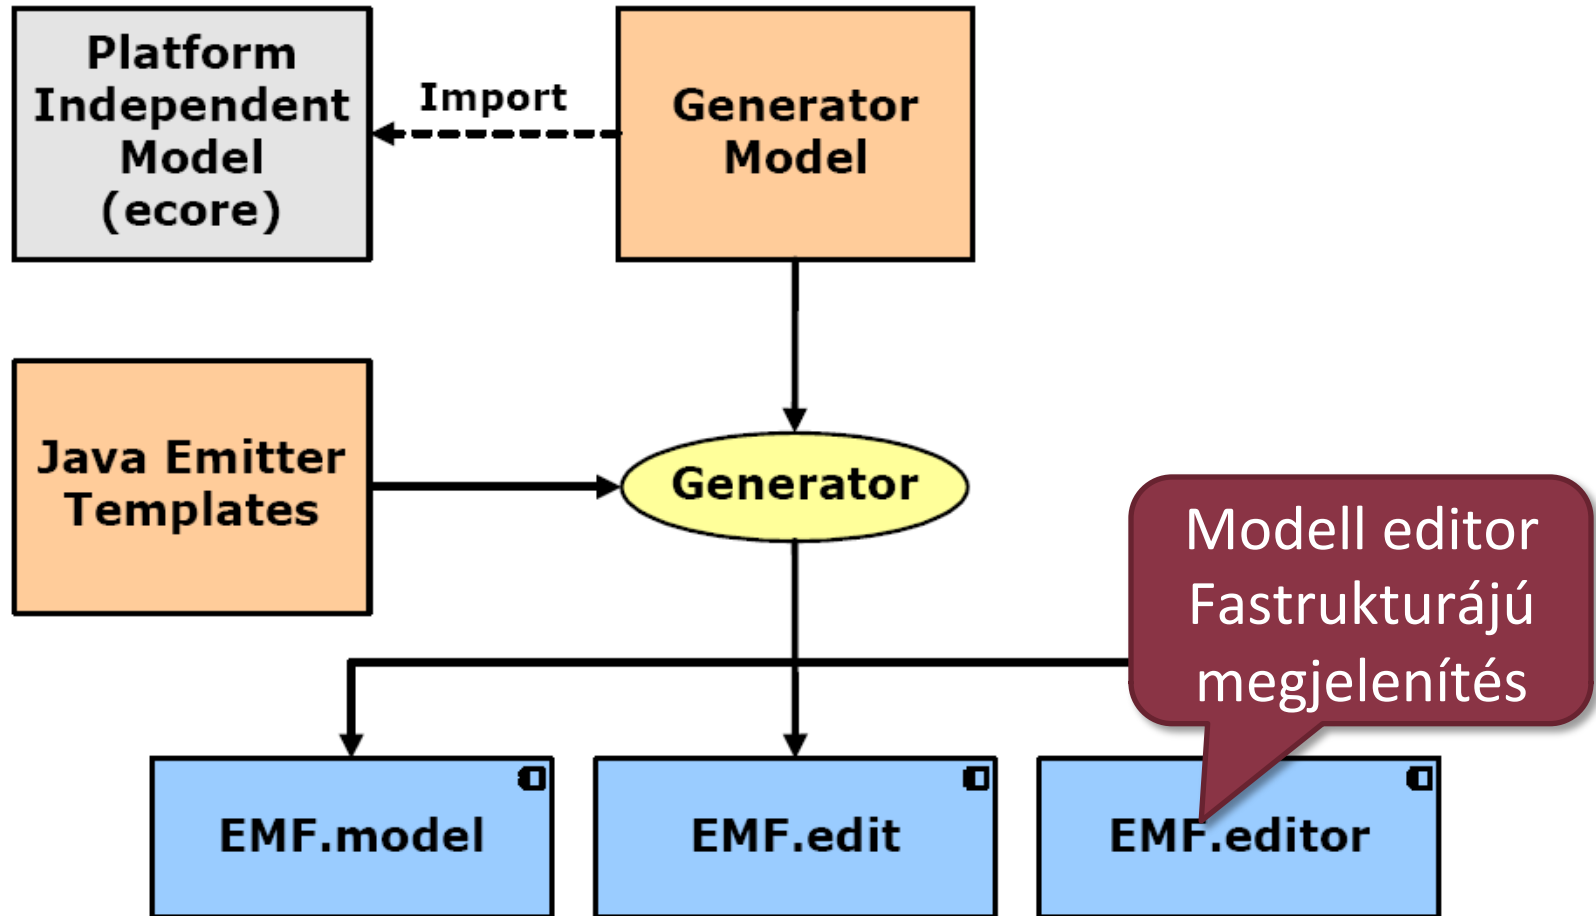 Platform
Independent
Model
(ecore)
Import
Generator
Model
Java Emitter
Templates
Generator
Modell editor
Fastrukturájú
megjelenítés
EMF.model
EMF.edit
EMF.editor